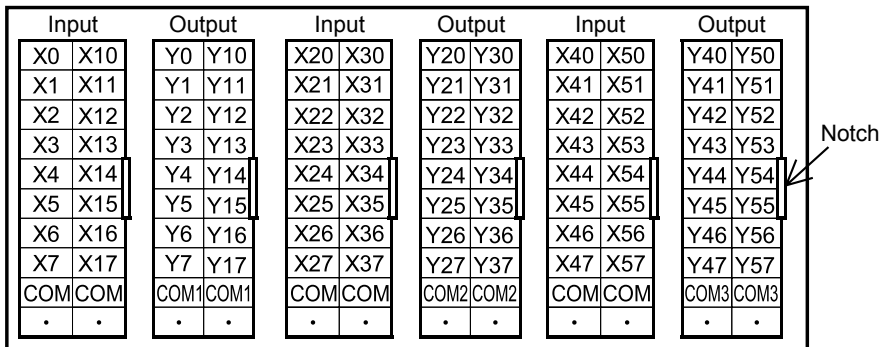 Input Output Input Output Input Output
X0 X10 Y0 Y10 X20 X30 Y20 Y30 X40 X50 Y40 Y50
X1 X11 Y1 Y11 X21 X31 Y21 Y31 X41 X51 Y41 Y51
X2 X12 Y2 Y12 X22 X32 Y22 Y32 X42 X52 Y42 Y52
X3 X13 Y3 Y13 X23 X33 Y23 Y33 X43 X53 Y43 Y53
Notch
X4 X14 Y4 Y14 X24 X34 Y24 Y34 X44 X54 Y44 Y54
X5 X15 Y5 Y15 X25 X35 Y25 Y35 X45 X55 Y45 Y55
X6 X16 Y6 Y16 X26 X36 Y26 Y36 X46 X56 Y46 Y56
X7 X17 Y7 Y17 X27 X37 Y27 Y37 X47 X57 Y47 Y57
COM COM COM1 COM1 COM COM COM2 COM2 COM COM COM3 COM3
· · · · · · · · · · · ·